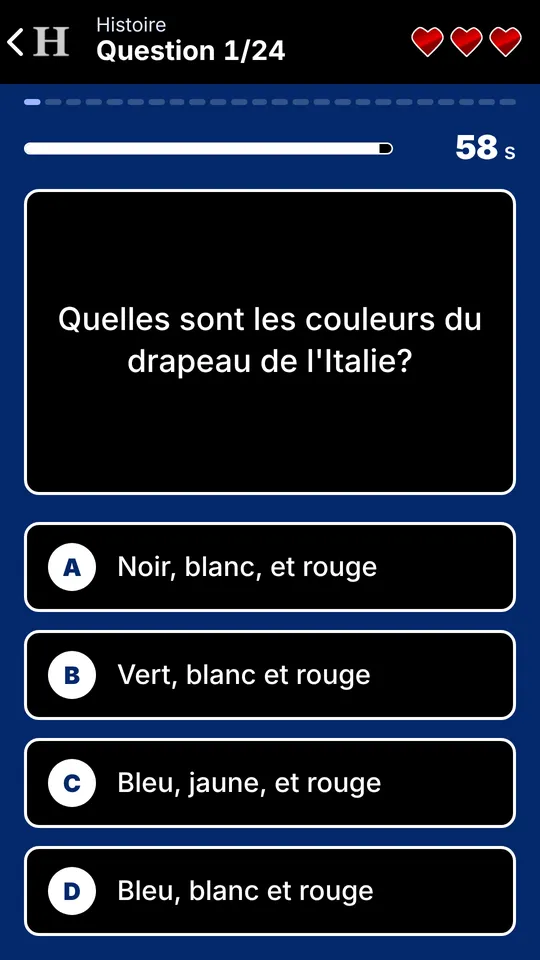 H
Histoire
Question 1/24
58 s
Quelles sont les couleurs du
drapeau de l'Italie?
A Noir, blanc, et rouge
B Vert, blanc et rouge
C Bleu, jaune, et rouge
D Bleu, blanc et rouge